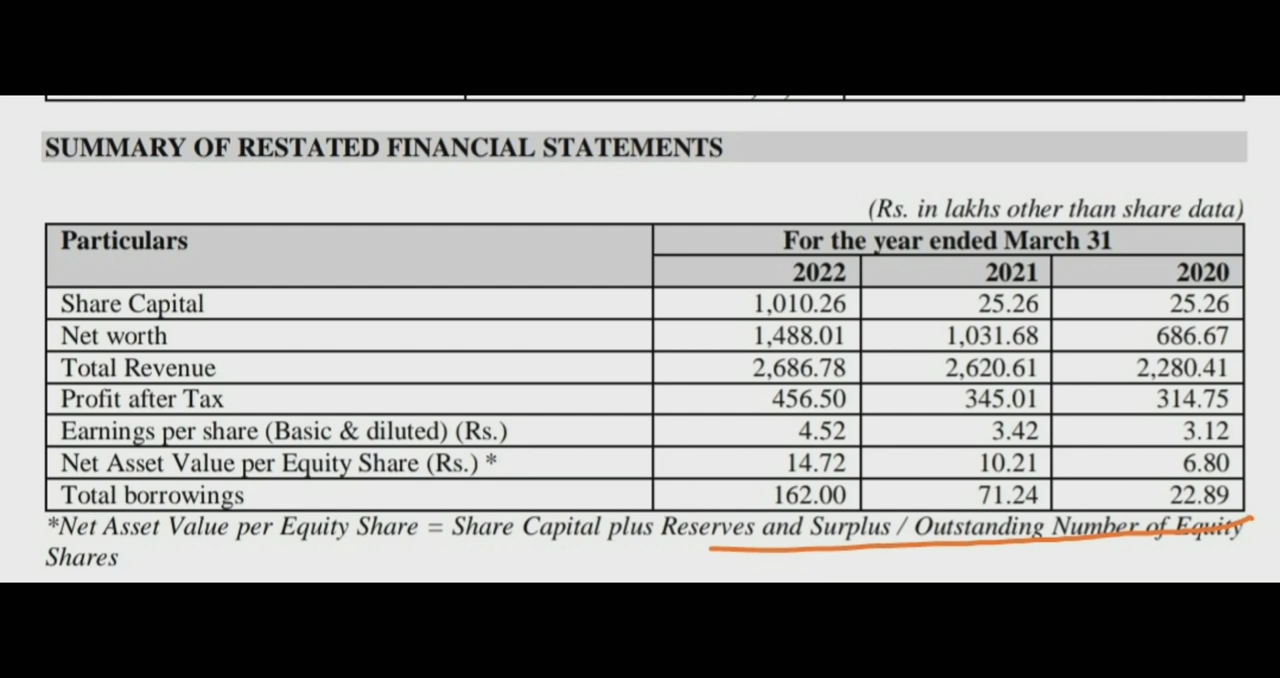 SUMMARY OF RESTATED FINANCIAL STATEMENTS
(Rs. in lakhs other than share data)
Particulars For the year ended March 31
2022 2021 2020
Share Capital 1,010.26 25.26 25.26
Net worth 1,488.01 1,031.68 686.67
Total Revenue 2,686.78 2,620.61 2,280.41
Profit after Tax 456.50 345.01 314.75
Earnings per share (Basic & diluted) (Rs.) 4.52 3.42 3.12
Net Asset Value per Equity Share (Rs.) * 14.72 10.21 6.80
Total borrowings 162.00 71.24 22.89
*Net Asset Value per Equity Share = Share Capital plus Reserves and Surplus / Outstanding Number of Equity
Shares